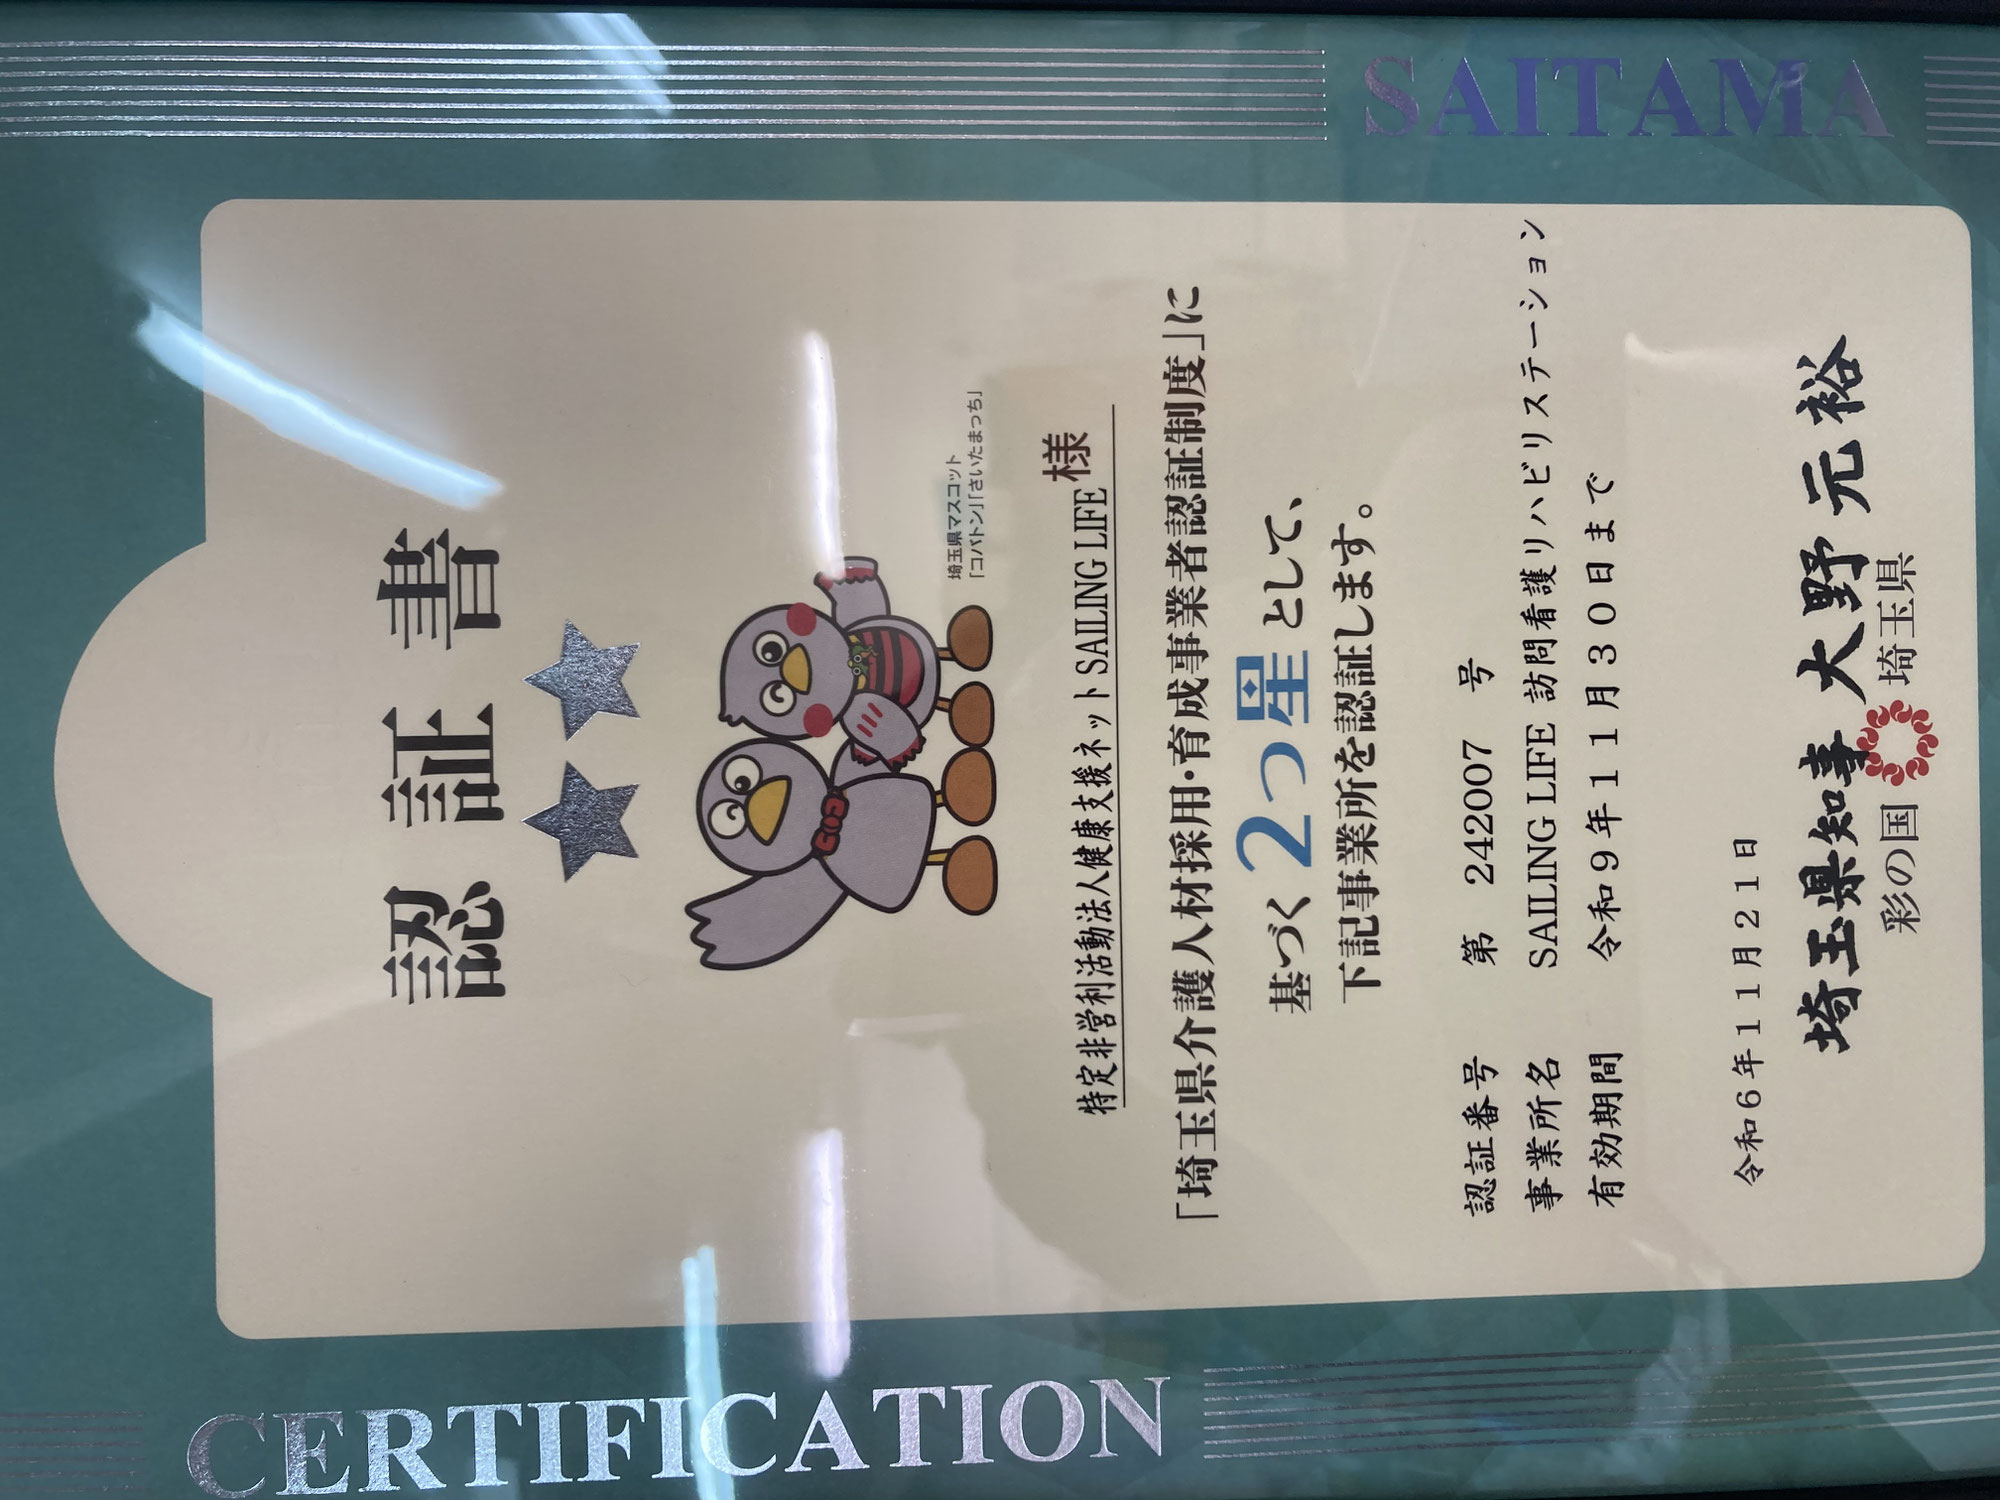 SAITAMA
認証書
埼玉県マスコット
「コバトン」「さいたまっち」
特定非営利活動法人健康支援ネットSAILING LIFE様
「埼玉県介護人材採用・育成事業者認証制度」に
基づく2つ星として、
下記事業所を認証します。
認証番号 第 242007 号
事業所名 SAILING LIFE 訪問看護リハビリステーション
有効期間 令和9年11月30日まで
令和6年11月21日
埼玉県知事 大野元裕
彩の国 埼玉県
CERTIFICATION